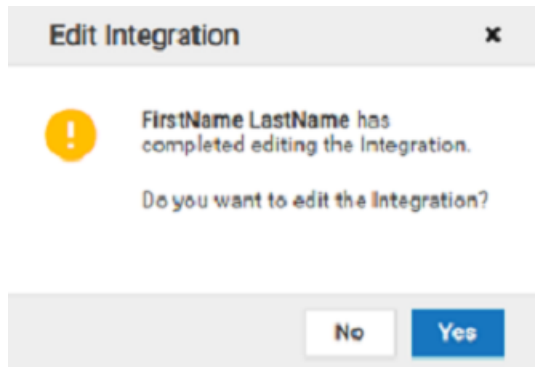 Edit Integration
FirstName LastName has
completed editing the Integration.
Do you want to edit the Integration?
No
Yes